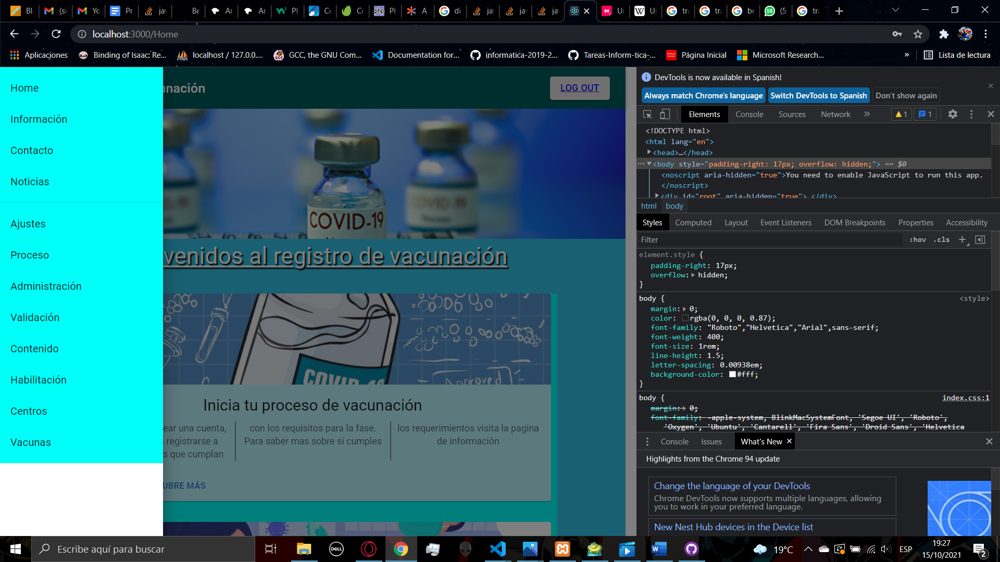 Bl
(si
Yo
Pr
ja
Be
Ar
Ar
Pl
Ce
Co
Pl
A
di
ja
ja
ja
Ur
Us
tra
tra
be
(5
tra
localhost:3000/Home
Aplicaciones
Binding of Isaac: Re...
localhost / 127.0.0....
GCC, the GNU Com...
Documentation for...
informatica-2019-2...
Tareas-Inform-tica-...
Página Inicial
Microsoft Research...
»
Lista de lectura
Home
Información
Contacto
Noticias
Ajustes
Proceso
Administración
Validación
Contenido
Habilitación
Centros
Vacunas
unación
LOG OUT
COVID-19
COVID-19
venidos al registro de vacunación
COVID-19
Approved
Inicia tu proceso de vacunación
ear una cuenta,
registrarse a
s que cumplan
con los requisitos para la fase.
Para saber mas sobre si cumples
los requerimientos visita la pagina
de información
UBRE MÁS
DevTools is now available in Spanish!
Always match Chrome's language
Switch DevTools to Spanish
Don't show again
Elements
Console
Sources
Network
»
1
1
<!DOCTYPE html>
<html lang="en">
<head>…</head>
<body style="padding-right: 17px; overflow: hidden;"> == $0
<noscript aria-hidden="true">You need to enable JavaScript to run this app.
</noscript>
<div id="root" aria-hidden="true">…</div>
html
body
Styles
Computed
Layout
Event Listeners
DOM Breakpoints
Properties
Accessibility
Filter
:hov
.cls
element.style {
padding-right: 17px;
overflow: hidden;
}
body {
<style>
margin: 0;
color: rgba(0, 0, 0, 0.87);
font-family: "Roboto","Helvetica","Arial",sans-serif;
font-weight: 400;
font-size: 1rem;
line-height: 1.5;
letter-spacing: 0.00938em;
background-color: #fff;
}
body {
index.css:1
margin: 0;
font-family: -apple-system, BlinkMacSystemFont, 'Segoe UI', 'Roboto',
'Oxygen', 'Ubuntu', 'Cantarell', 'Fira Sans', 'Droid Sans', 'Helvetica
Console
Issues
What's New
Highlights from the Chrome 94 update
Change the language of your DevTools
Chrome DevTools now supports multiple languages, allowing
you to work in your preferred language.
New Nest Hub devices in the Device list
Escribe aquí para buscar
DELL
19°C
ESP
19:27
15/10/2021
2